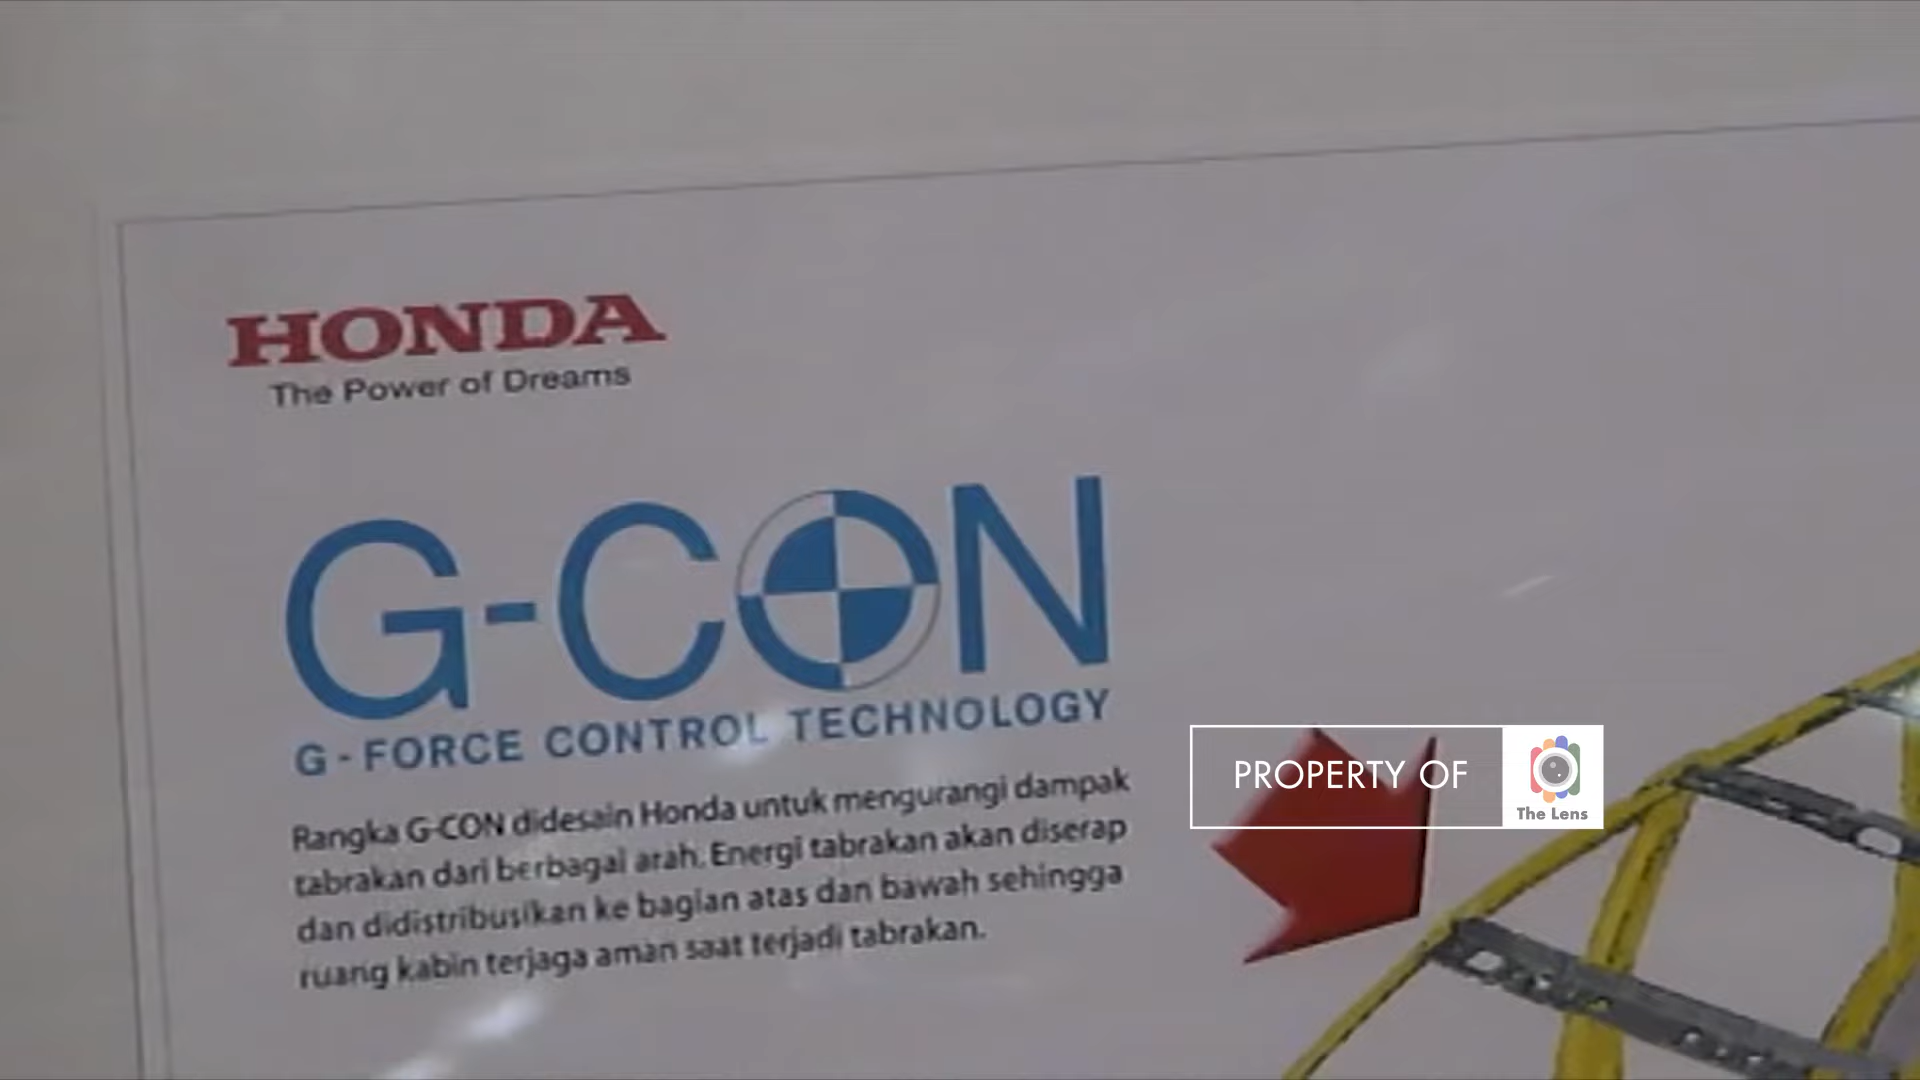 HONDA
The Power of Dreams
G-CON
G-FORCE CONTROL TECHNOLOGY
Rangka G-CON didesain Honda untuk mengurangi dampak
tabrakan dari berbagai arah. Energi tabrakan akan diserap
dan didistribusikan ke bagian atas dan bawah sehingga
ruang kabin terjaga aman saat terjadi tabrakan.
PROPERTY OF
The Lens